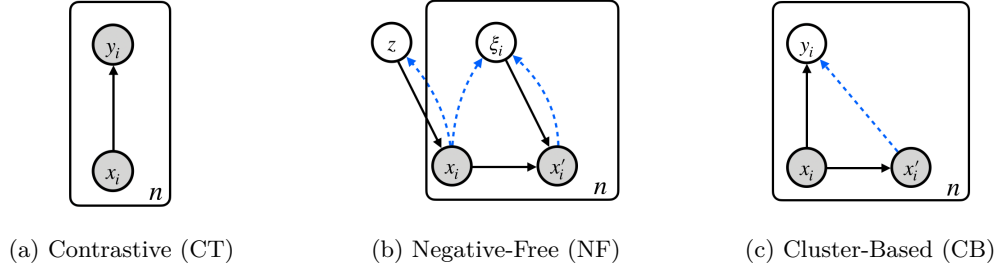 y_i
x_i
n
(a) Contrastive (CT)
z
ξ_i
x_i
x'_i
n
(b) Negative-Free (NF)
y_i
x_i
x'_i
n
(c) Cluster-Based (CB)